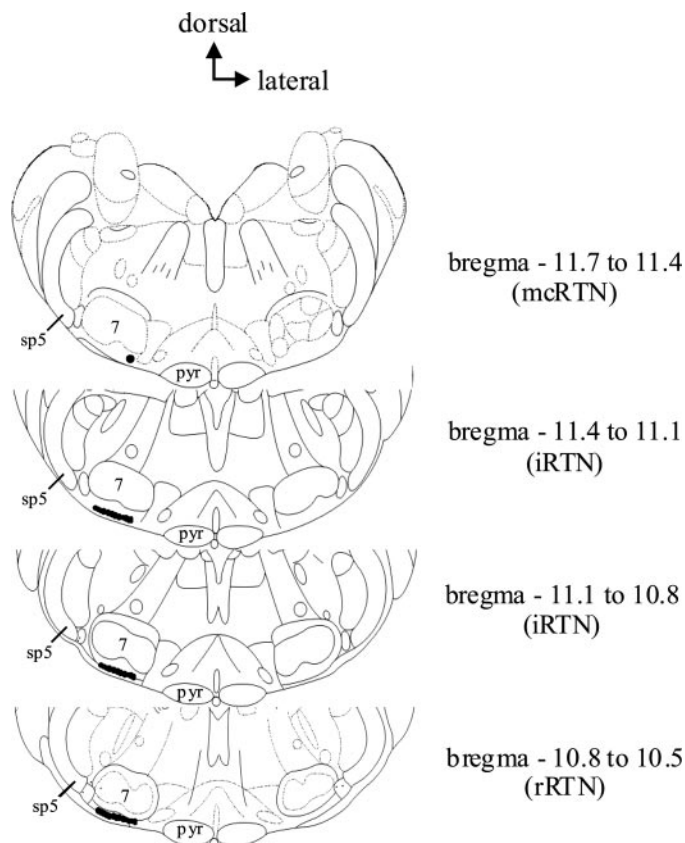 dorsal
lateral
bregma - 11.7 to 11.4
(mcRTN)
7
sp5
pyr
bregma - 11.4 to 11.1
(iRTN)
7
sp5
pyr
bregma - 11.1 to 10.8
(iRTN)
7
sp5
pyr
bregma - 10.8 to 10.5
(rRTN)
7
sp5
pyr